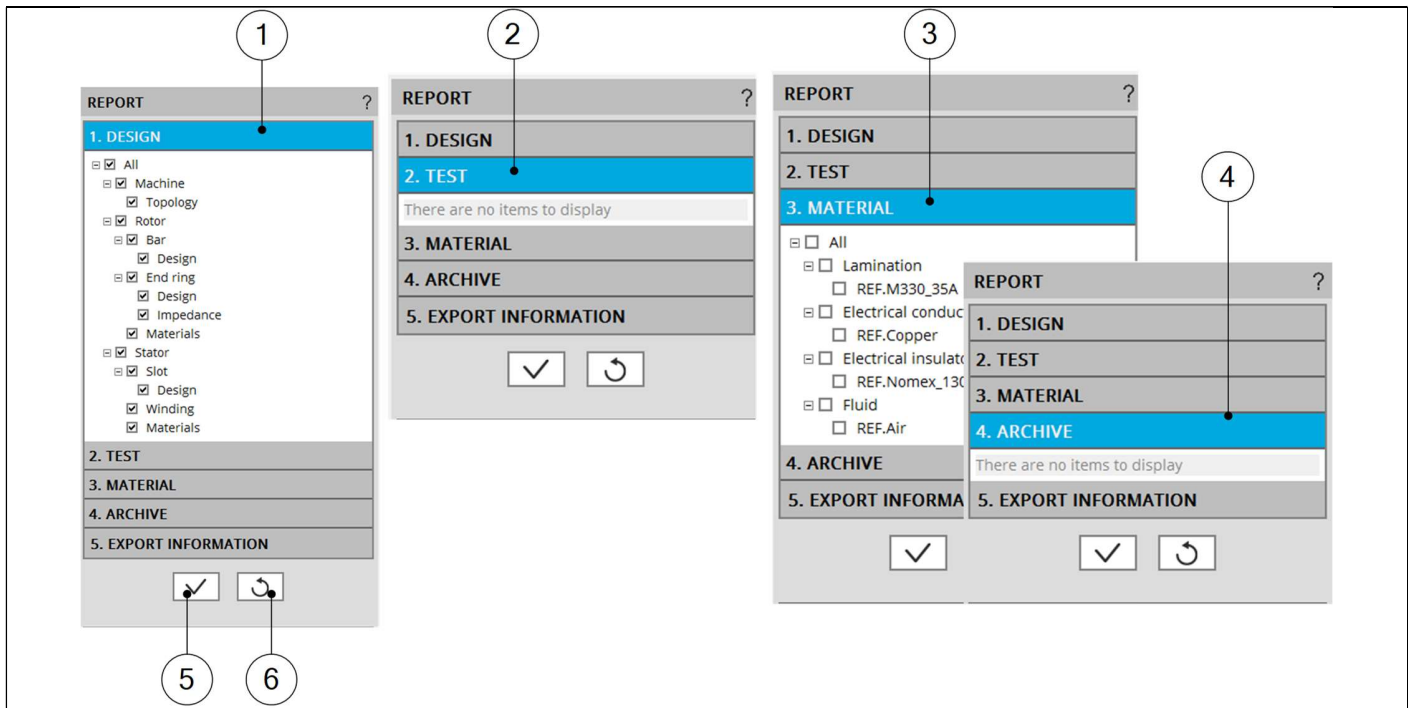 1
2
3
4
REPORT ?
1. DESIGN
All
Machine
Topology
Rotor
Bar
Design
End ring
Design
Impedance
Materials
Stator
Slot
Design
Winding
Materials
2. TEST
3. MATERIAL
4. ARCHIVE
5. EXPORT INFORMATION
5
6
REPORT ?
1. DESIGN
2. TEST
There are no items to display
3. MATERIAL
4. ARCHIVE
5. EXPORT INFORMATION
REPORT ?
1. DESIGN
2. TEST
3. MATERIAL
All
Lamination
REF.M330_35A
Electrical conduc
REF.Copper
Electrical insulato
REF.Nomex_130
Fluid
REF.Air
4. ARCHIVE
5. EXPORT INFORMA
REPORT ?
1. DESIGN
2. TEST
3. MATERIAL
4. ARCHIVE
There are no items to display
5. EXPORT INFORMATION